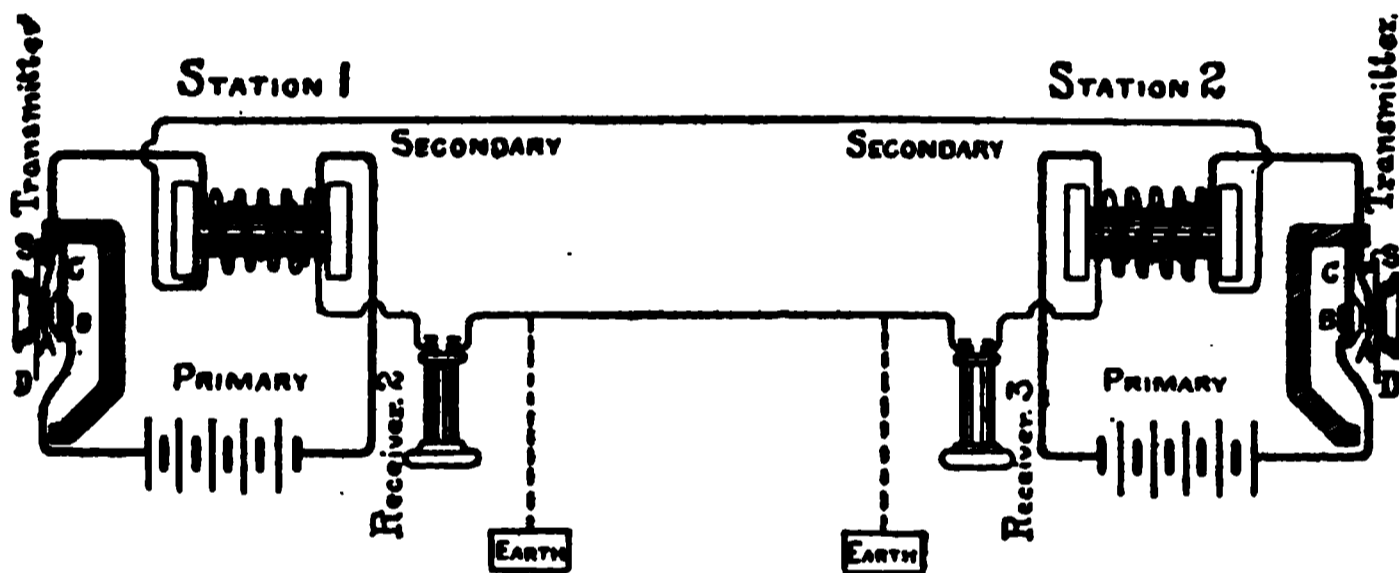 Transmitter
STATION 1
STATION 2
Transmitter.
SECONDARY
SECONDARY
S
C
B
A
D
S
C
B
A
D
PRIMARY
PRIMARY
Receiver. 2
Receiver. 3
EARTH
EARTH